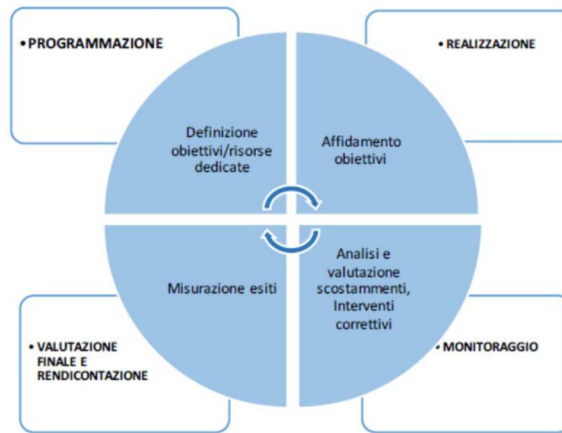 •PROGRAMMAZIONE
• REALIZZAZIONE
Definizione
obiettivi/risorse
dedicate
Affidamento
obiettivi
Misurazione esiti
Analisi e
valutazione
scostammenti,
Interventi
correttivi
• VALUTAZIONE
FINALE E
RENDICONTAZIONE
•MONITORAGGIO